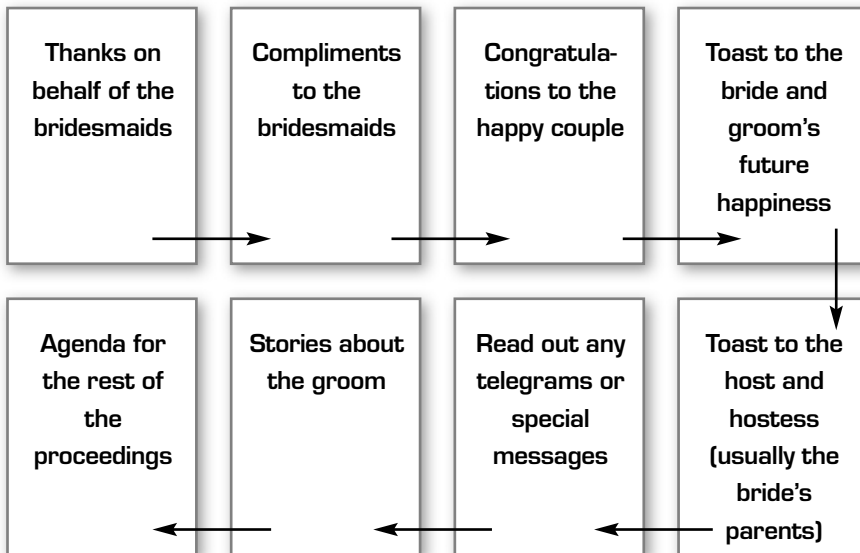 Thanks on
behalf of the
bridesmaids
Compliments
to the
bridesmaids
Congratula-
tions to the
happy couple
Toast to the
bride and
groom's
future
happiness
Toast to the
host and
hostess
(usually the
bride's
parents)
Read out any
telegrams or
special
messages
Stories about
the groom
Agenda for
the rest of
the
proceedings